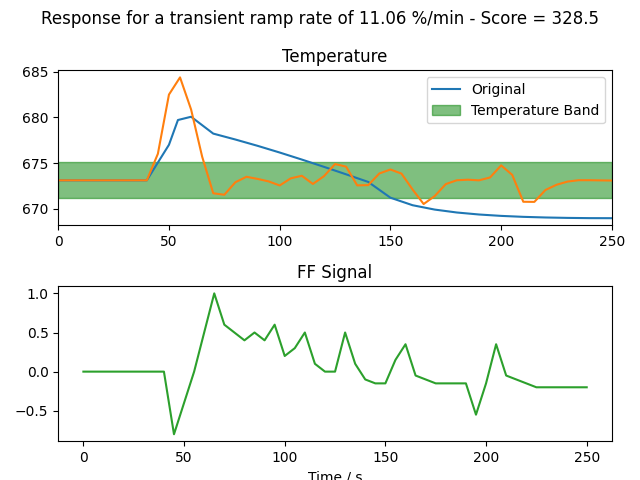 Response for a transient ramp rate of 11.06 %/min - Score = 328.5
Temperature
685
680
675
670
Original
Temperature Band
0 50 100 150 200 250
FF Signal
1.0
0.5
0.0
−0.5
0 50 100 150 200 250
Time / s